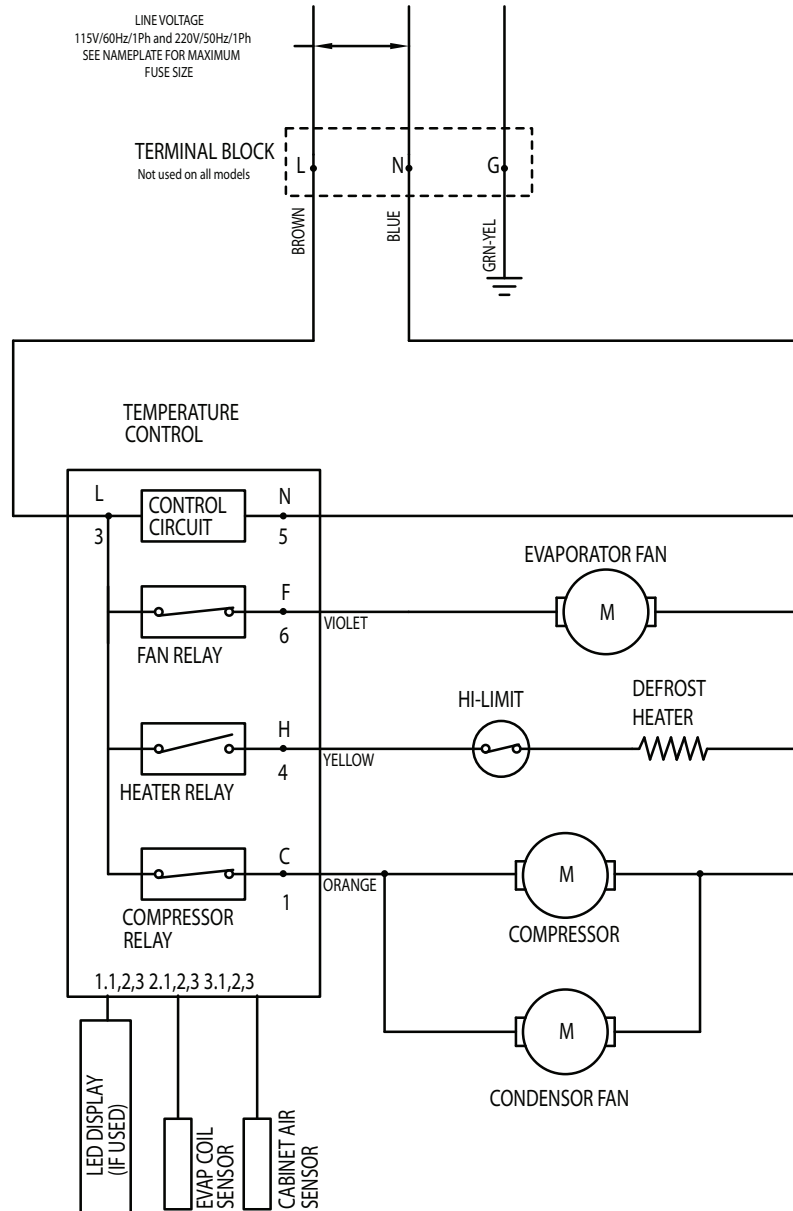 LINE VOLTAGE
115V/60Hz/1Ph and 220V/50Hz/1Ph
SEE NAMEPLATE FOR MAXIMUM
FUSE SIZE
TERMINAL BLOCK
Not used on all models
L
N
G
BROWN
BLUE
GRN-YEL
TEMPERATURE
CONTROL
L
3
CONTROL
CIRCUIT
N
5
EVAPORATOR FAN
M
FAN RELAY
F
6
VIOLET
HI-LIMIT
DEFROST
HEATER
HEATER RELAY
H
4
YELLOW
COMPRESSOR
RELAY
C
1
ORANGE
M
COMPRESSOR
M
CONDENSOR FAN
1.1,2,3 2.1,2,3 3.1,2,3
LED DISPLAY
(IF USED)
EVAP COIL
SENSOR
CABINET AIR
SENSOR